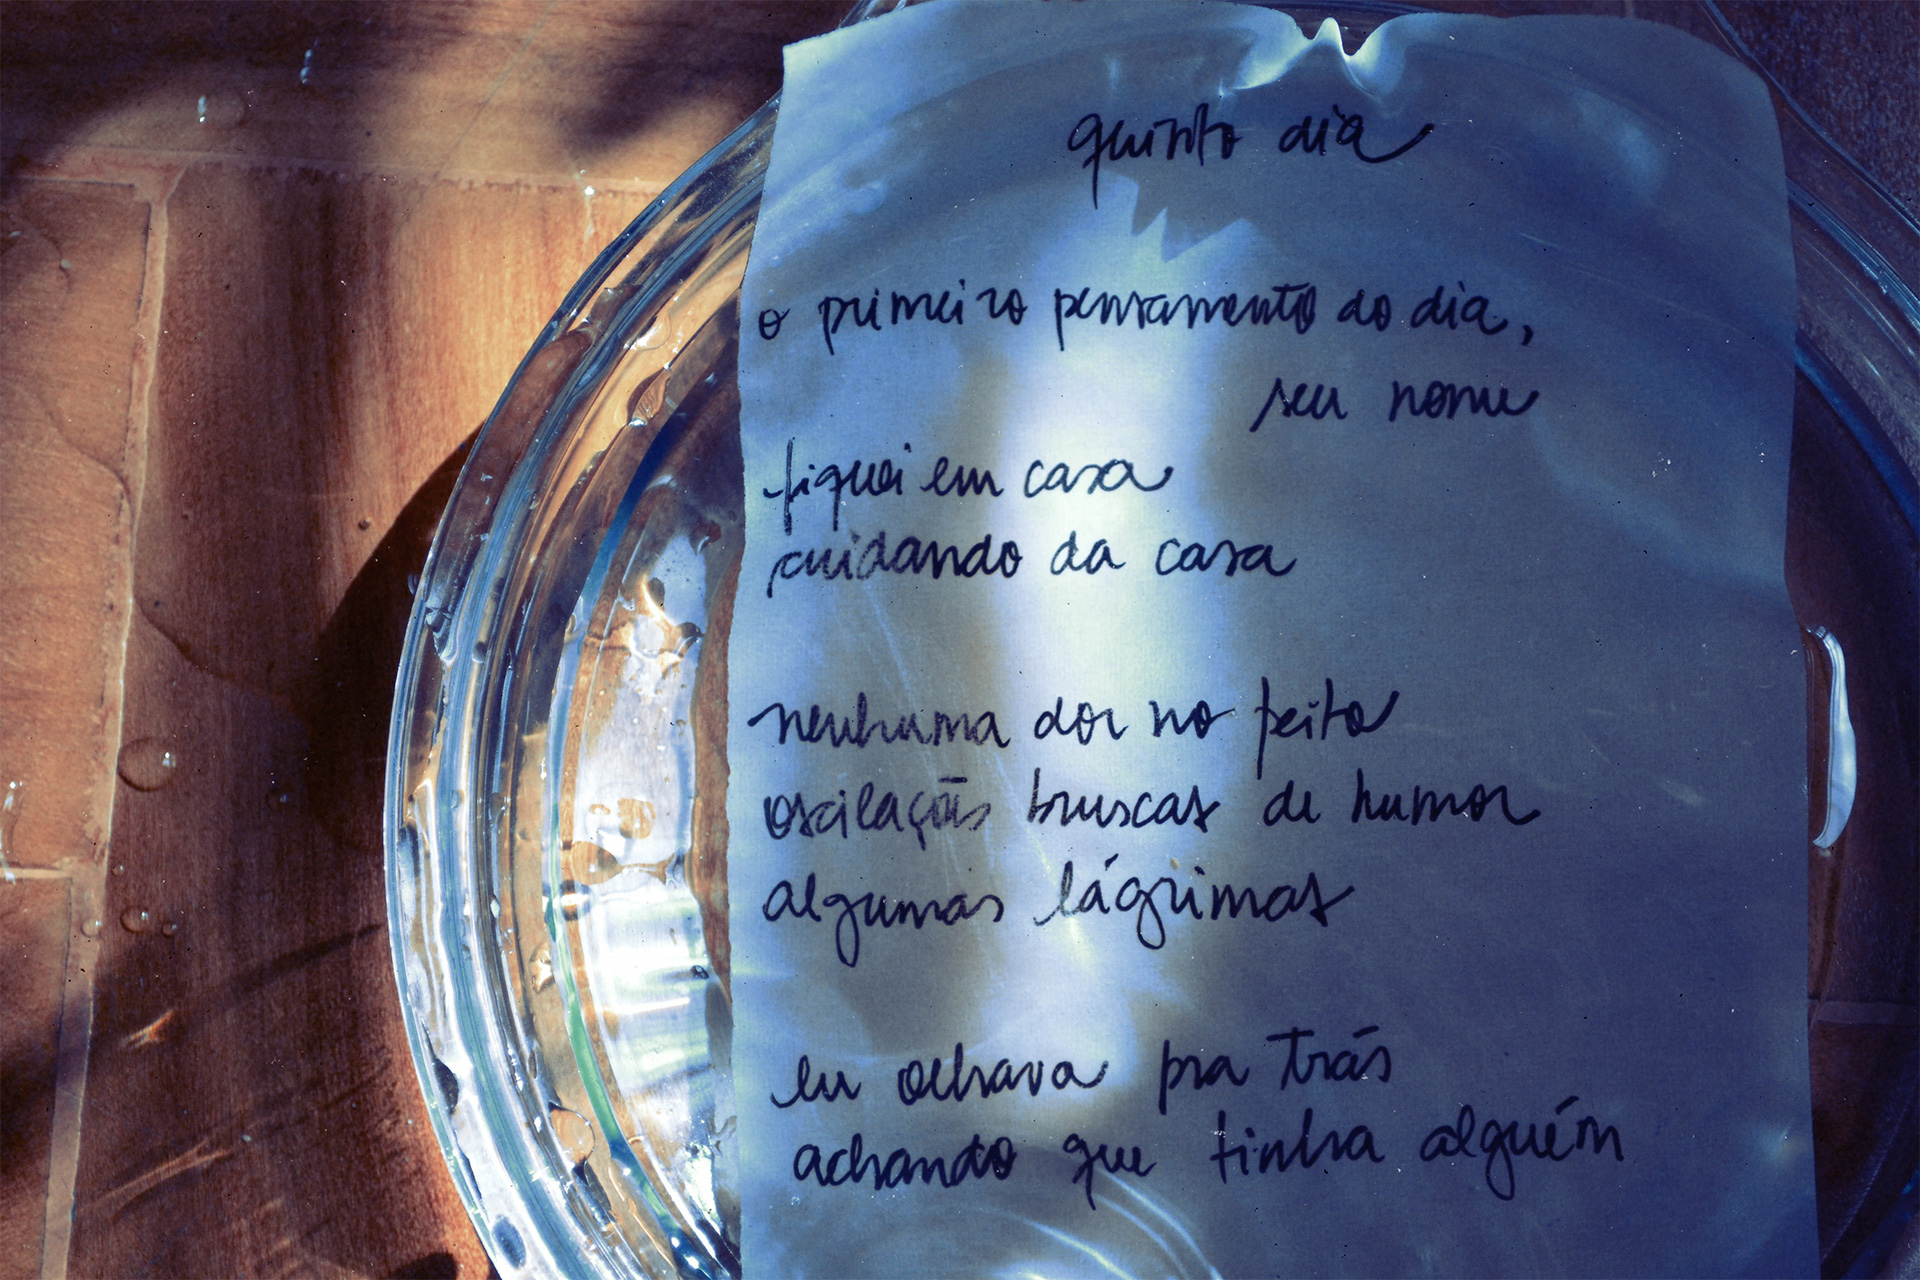 quinto dia
o primeiro pensamento do dia,
seu nome
fiquei em casa
cuidando da casa
nenhuma dor no peito
oscilações bruscas de humor
algumas lágrimas
eu olhava pra trás
achando que tinha alguém